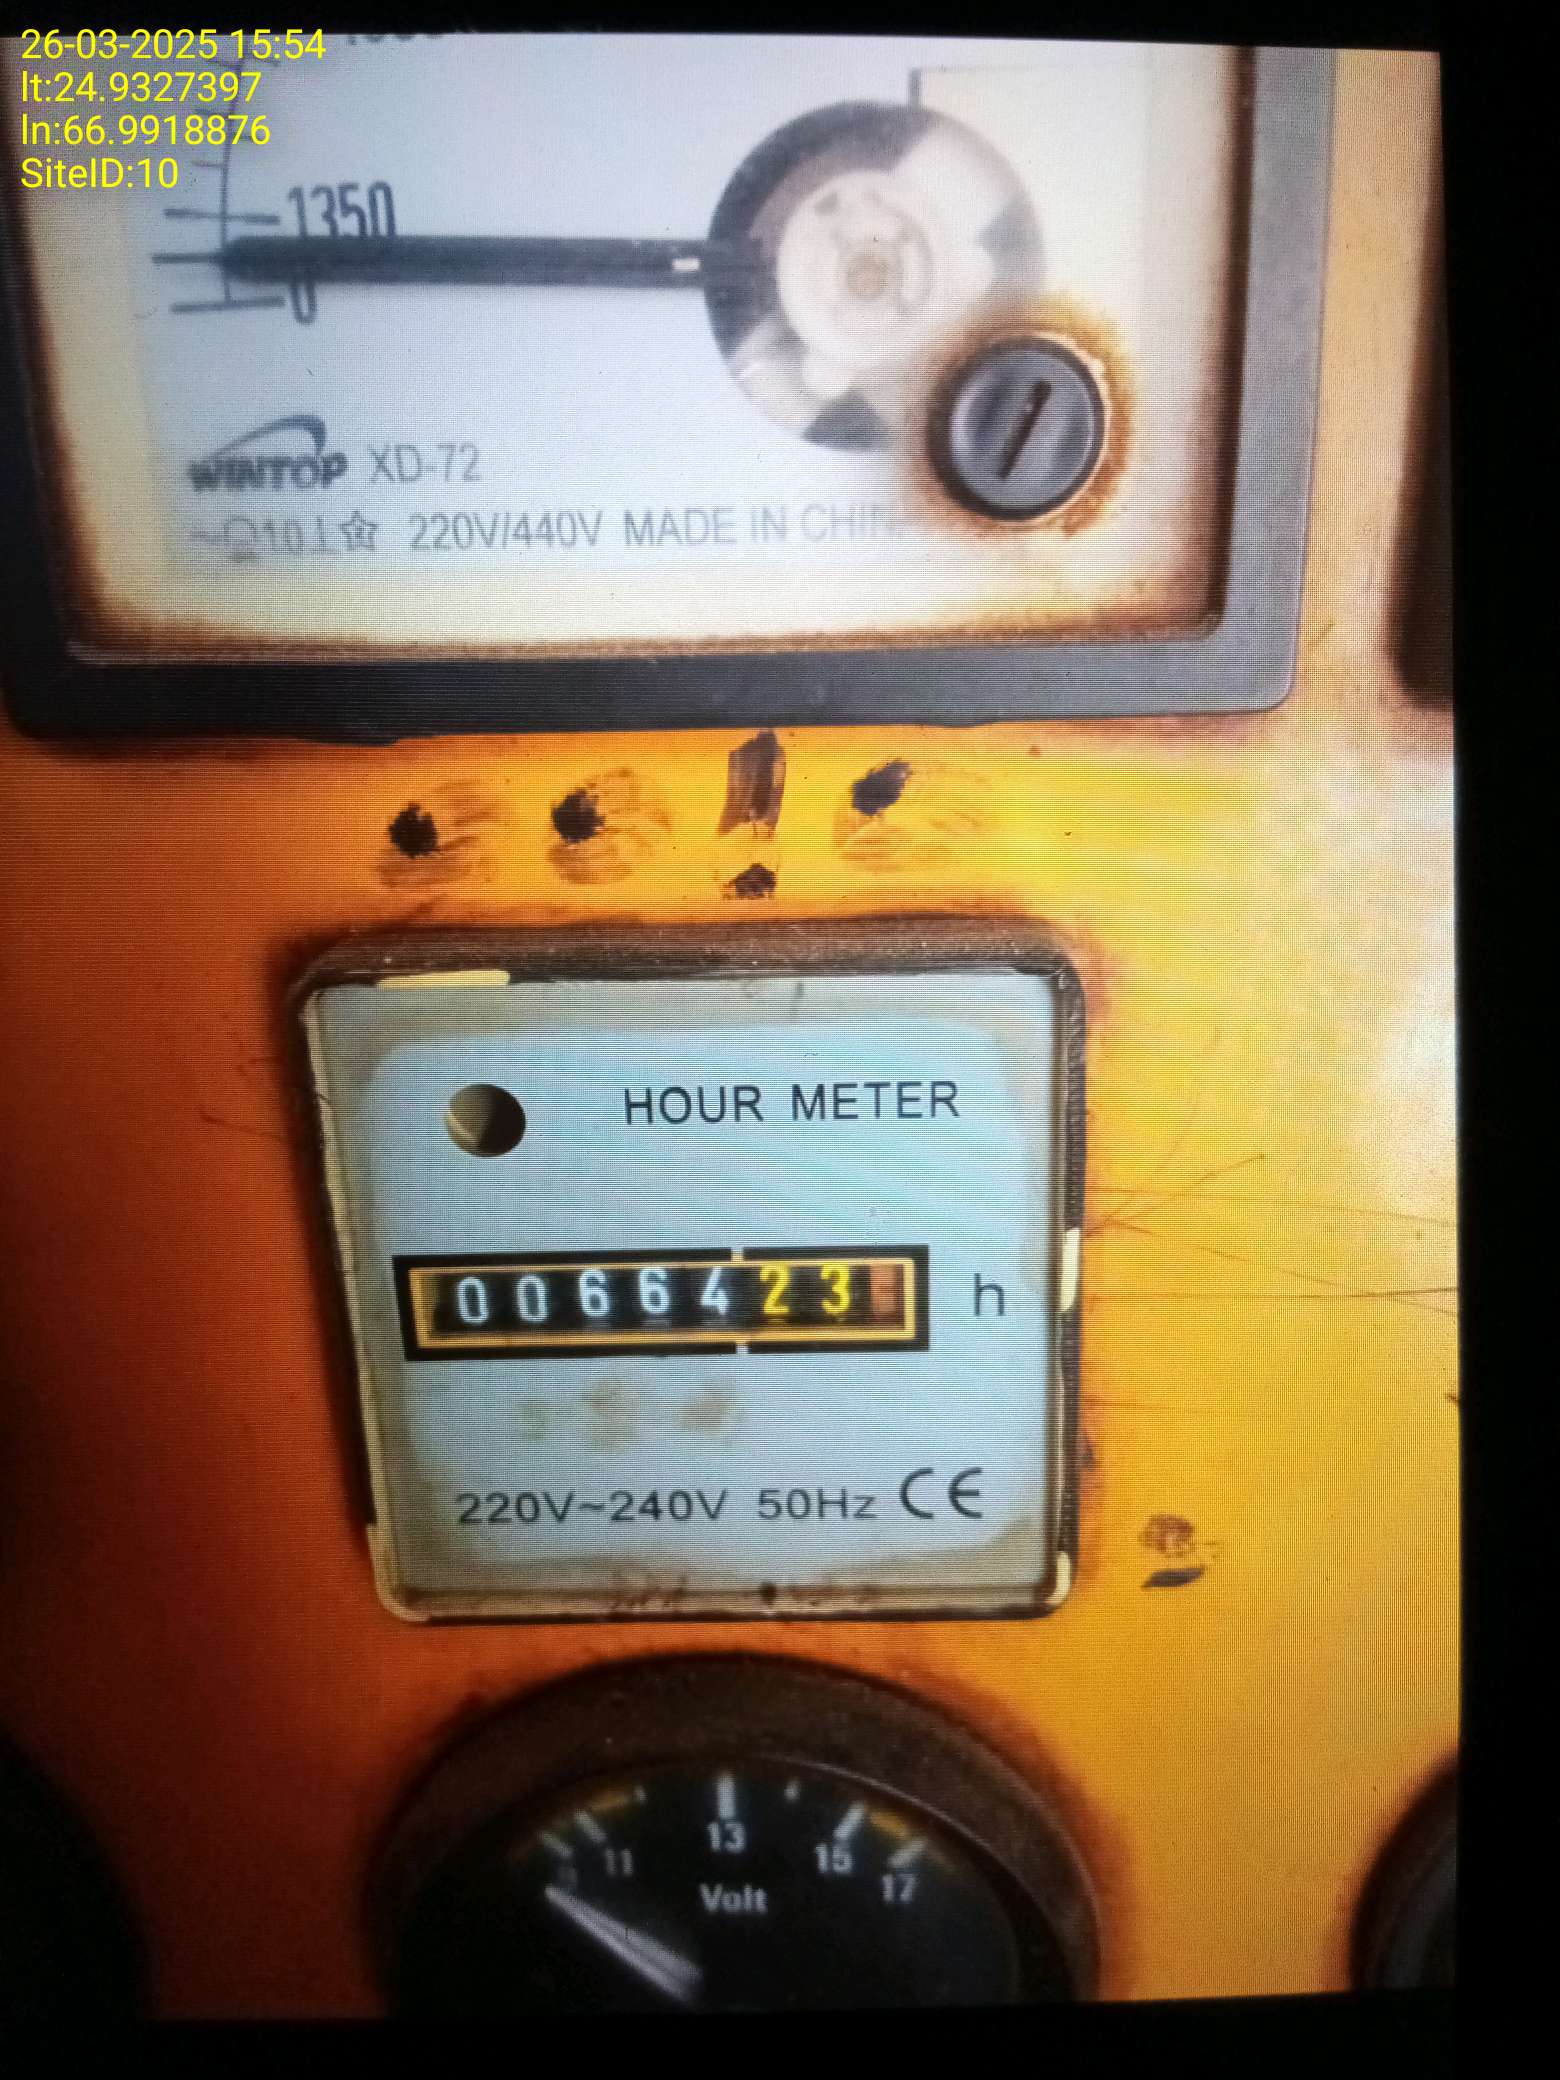 26-03-2025 15:54
lt:24.9327397
ln:66.9918876
SiteID:10
1350
0
WINTOP XD-72
220V/440V MADE IN
HOUR METER
0066423 h
220V~240V 50Hz CE
11 13 15 17
Volt